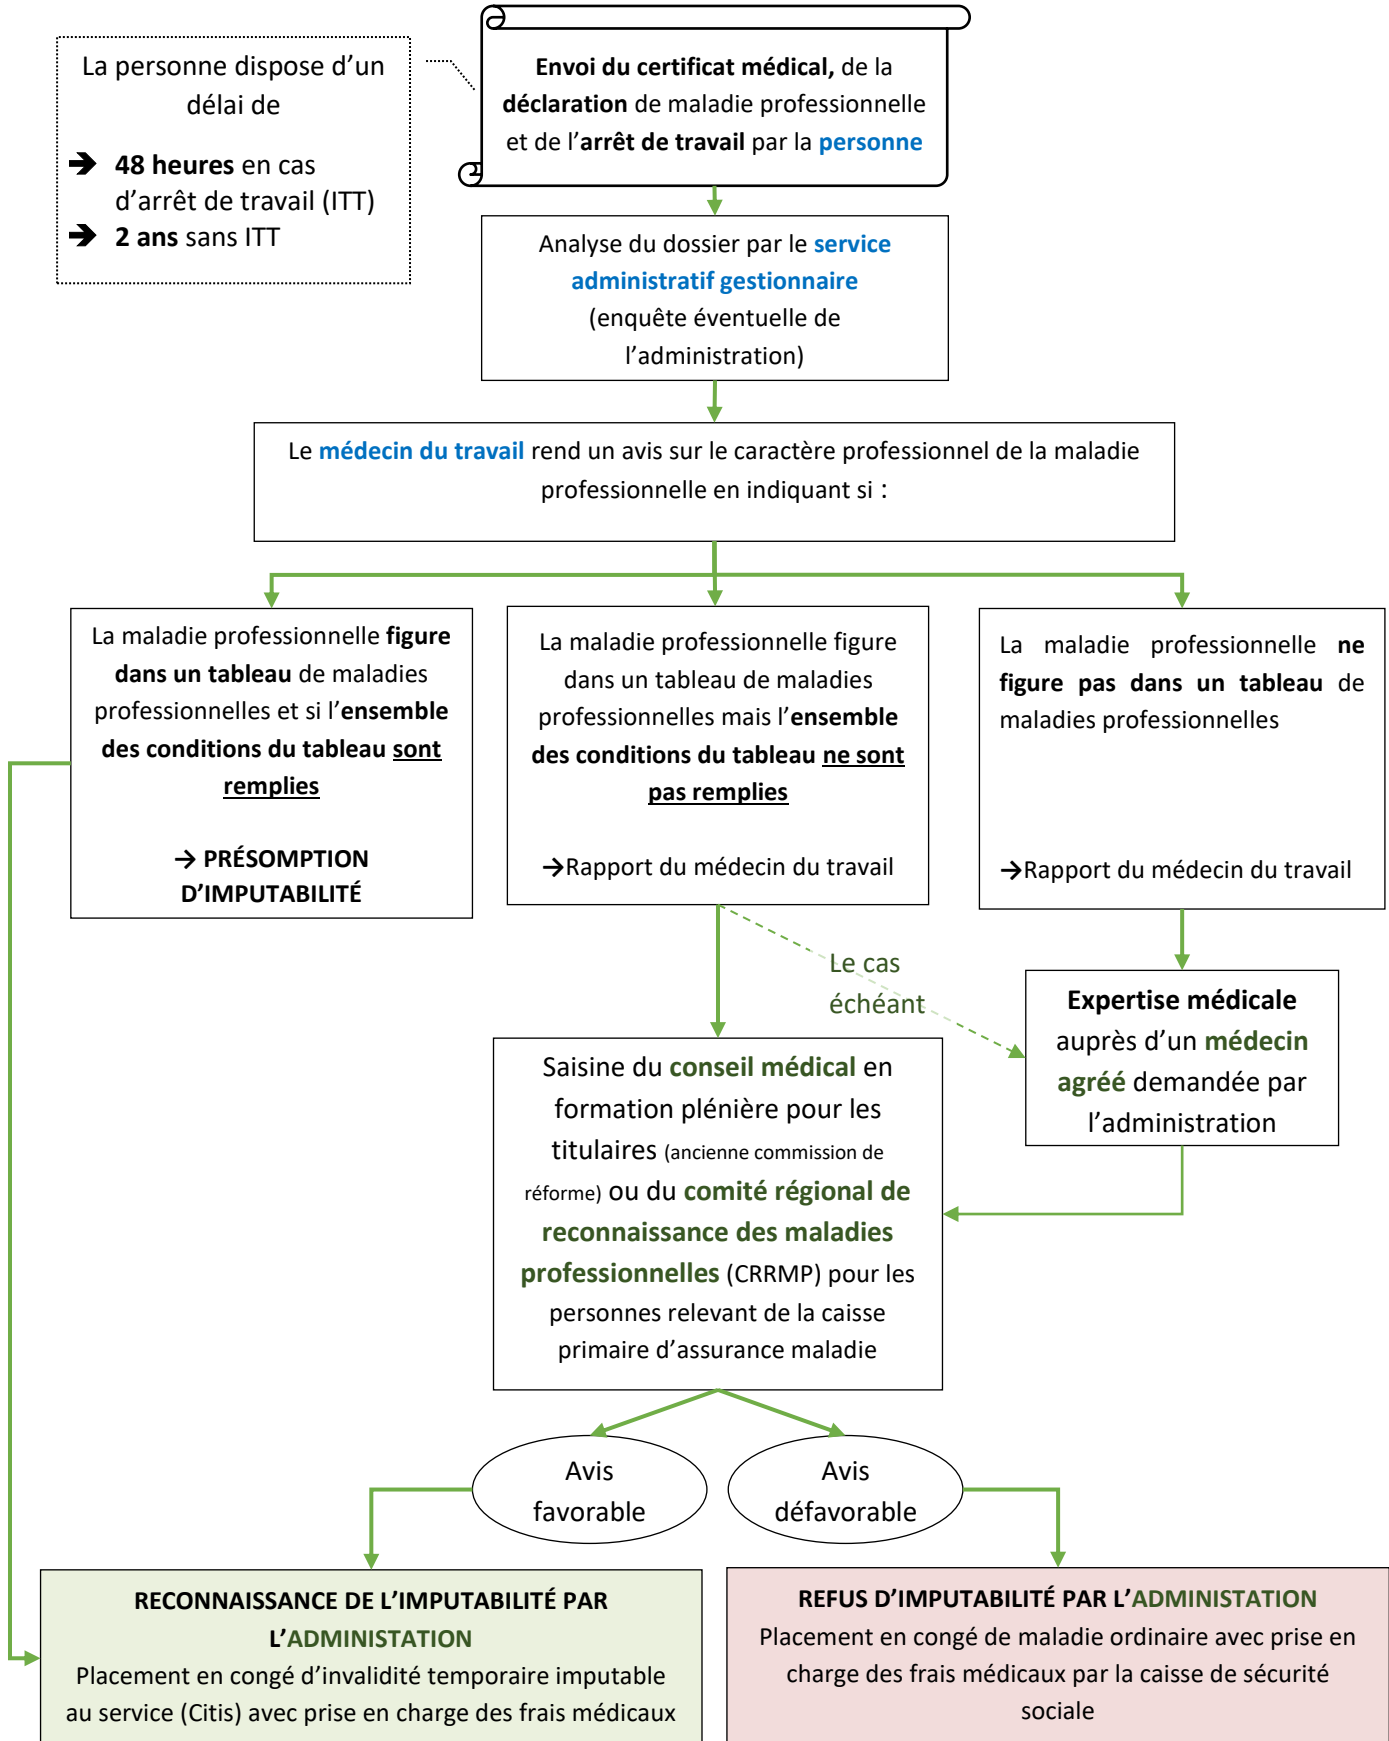 La personne dispose d’un
délai de
➔ 48 heures en cas
d’arrêt de travail (ITT)
➔ 2 ans sans ITT
Envoi du certificat médical, de la
déclaration de maladie professionnelle
et de l’arrêt de travail par la personne
Analyse du dossier par le service
administratif gestionnaire
(enquête éventuelle de
l’administration)
Le médecin du travail rend un avis sur le caractère professionnel de la maladie
professionnelle en indiquant si :
La maladie professionnelle figure
dans un tableau de maladies
professionnelles et si l’ensemble
des conditions du tableau sont
remplies
→ PRÉSOMPTION
D’IMPUTABILITÉ
La maladie professionnelle figure
dans un tableau de maladies
professionnelles mais l’ensemble
des conditions du tableau ne sont
pas remplies
→Rapport du médecin du travail
La maladie professionnelle ne
figure pas dans un tableau de
maladies professionnelles
→Rapport du médecin du travail
Le cas
échéant
Expertise médicale
auprès d’un médecin
agréé demandée par
l’administration
Saisine du conseil médical en
formation plénière pour les
titulaires (ancienne commission de
réforme) ou du comité régional de
reconnaissance des maladies
professionnelles (CRRMP) pour les
personnes relevant de la caisse
primaire d’assurance maladie
Avis
favorable
Avis
défavorable
RECONNAISSANCE DE L’IMPUTABILITÉ PAR
L’ADMINISTATION
Placement en congé d’invalidité temporaire imputable
au service (Citis) avec prise en charge des frais médicaux
REFUS D’IMPUTABILITÉ PAR L’ADMINISTATION
Placement en congé de maladie ordinaire avec prise en
charge des frais médicaux par la caisse de sécurité
sociale